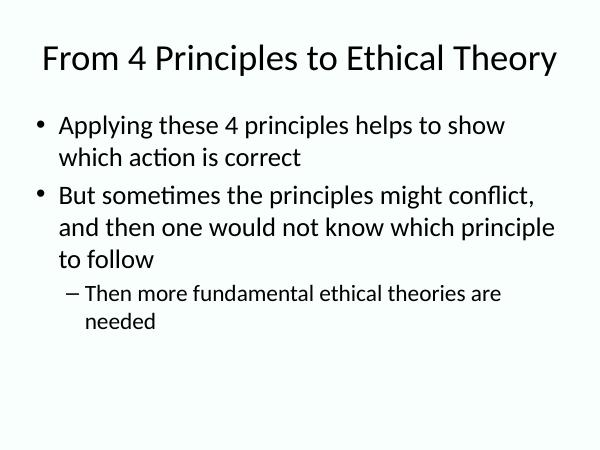 From 4 Principles to Ethical Theory
• Applying these 4 principles helps to show
which action is correct
• But sometimes the principles might conflict,
and then one would not know which principle
to follow
– Then more fundamental ethical theories are
needed